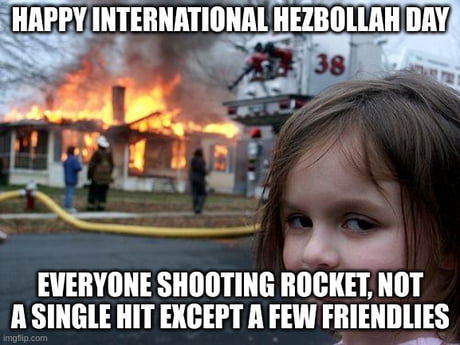 HAPPY INTERNATIONAL HEZBOLLAH DAY
38
EVERYONE SHOOTING ROCKET, NOT
A SINGLE HIT EXCEPT A FEW FRIENDLIES
imgflip.com